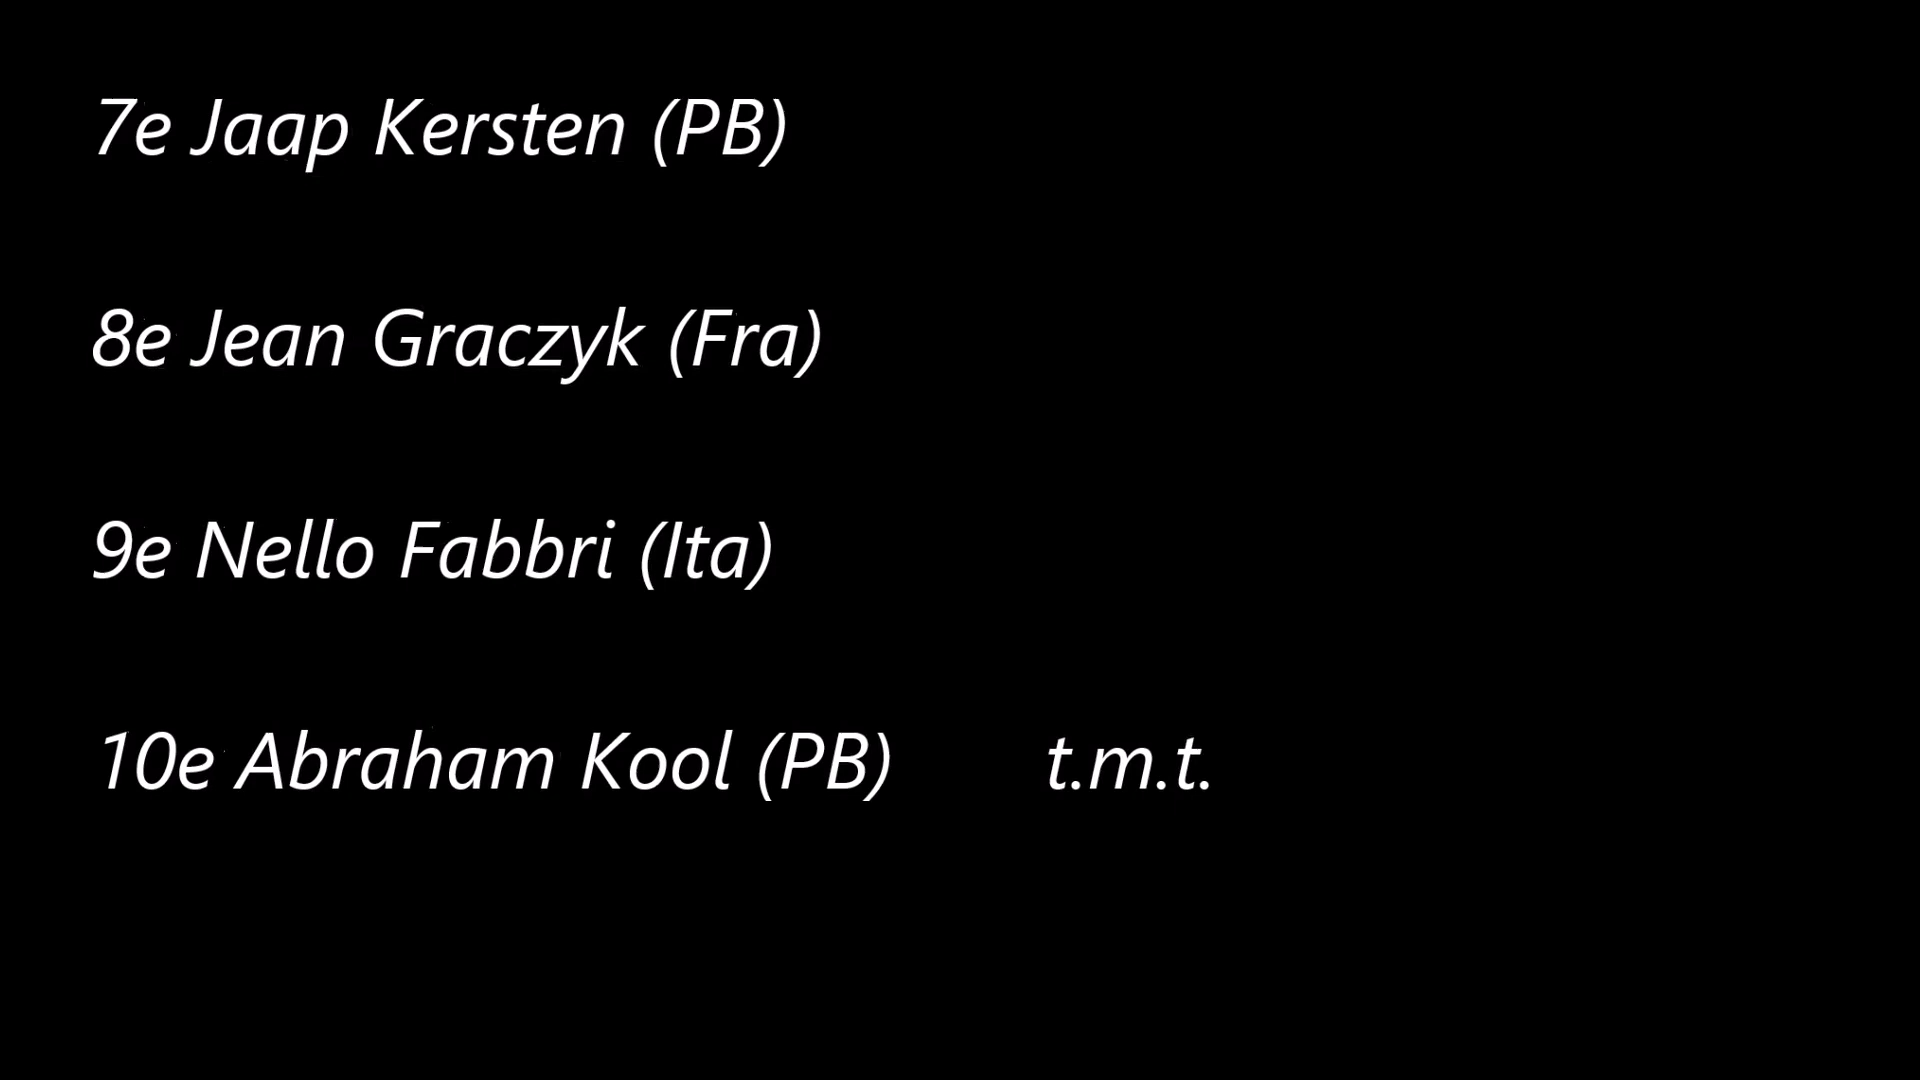 7e Jaap Kersten (PB)
8e Jean Graczyk (Fra)
9e Nello Fabbri (Ita)
10e Abraham Kool (PB) t.m.t.